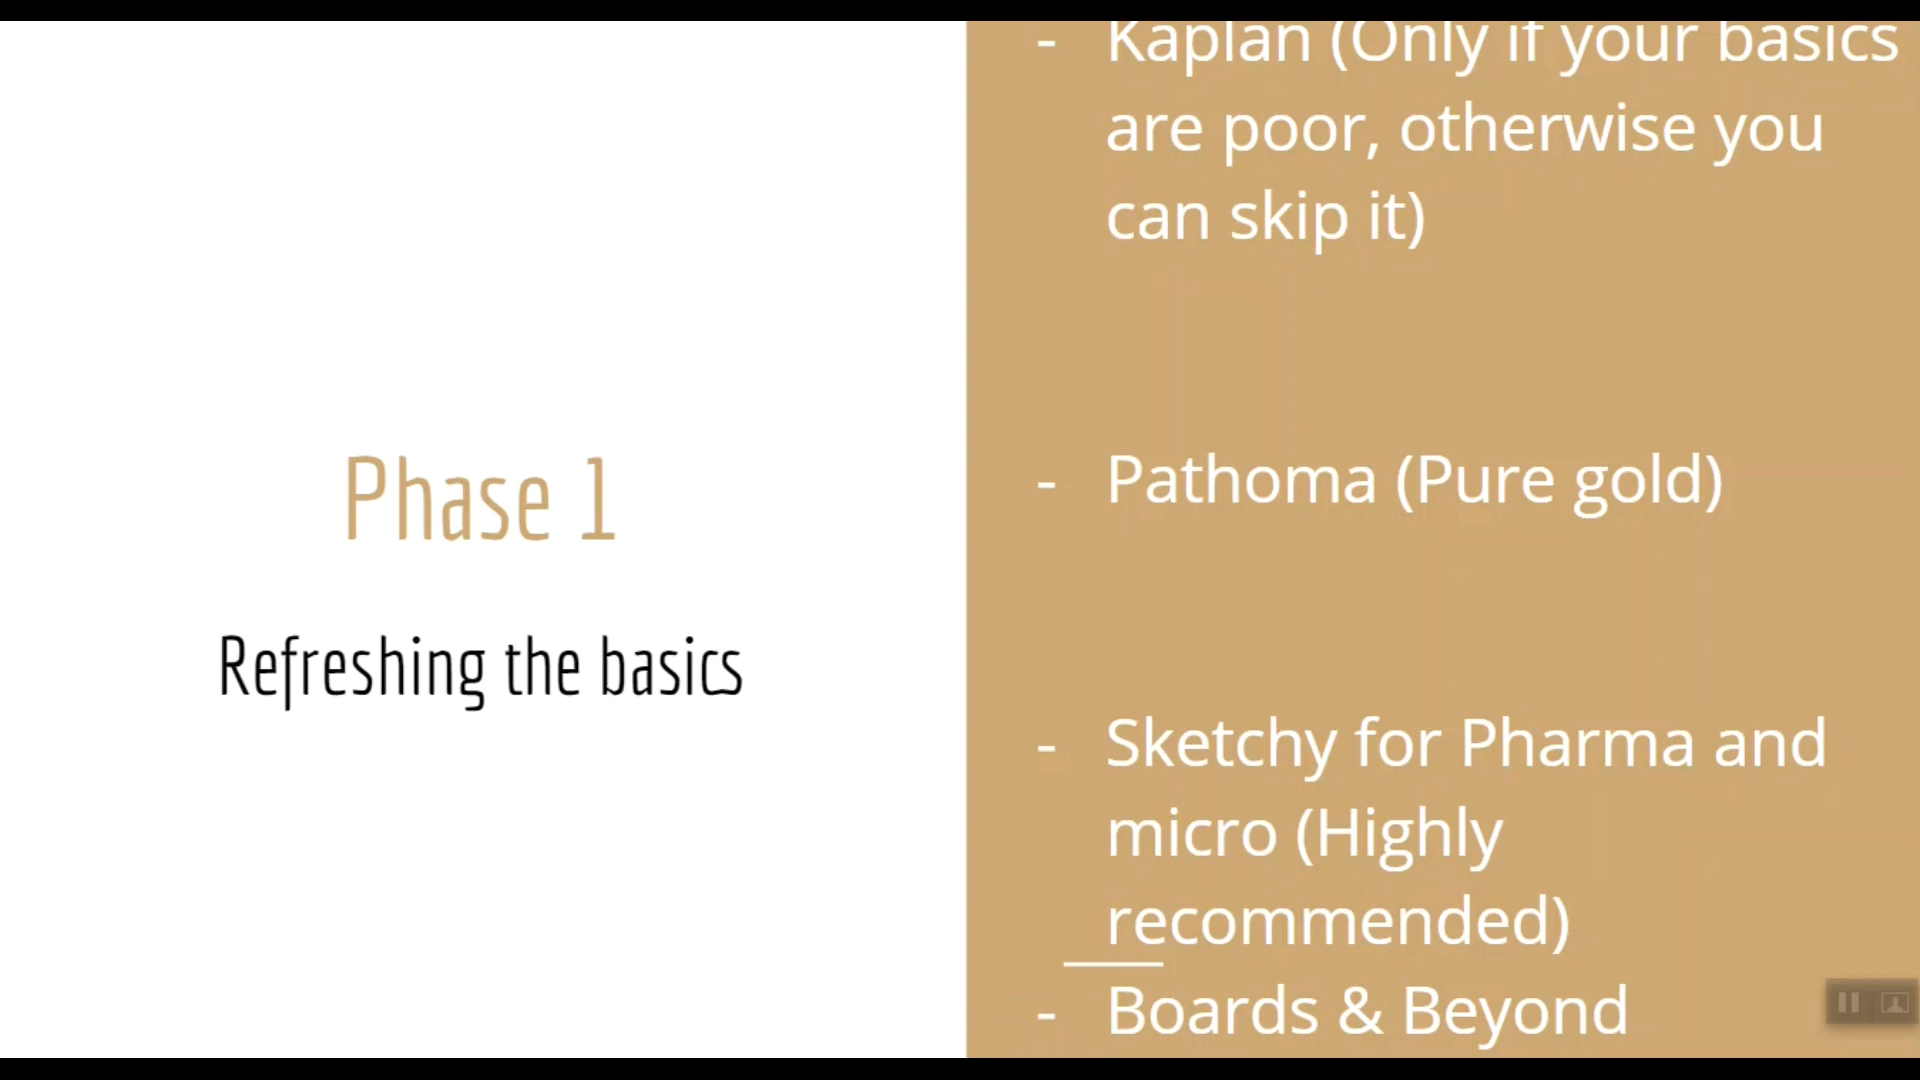 Phase 1
Refreshing the basics
- Kaplan (Only if your basics
are poor, otherwise you
can skip it)
- Pathoma (Pure gold)
- Sketchy for Pharma and
micro (Highly
recommended)
- Boards & Beyond